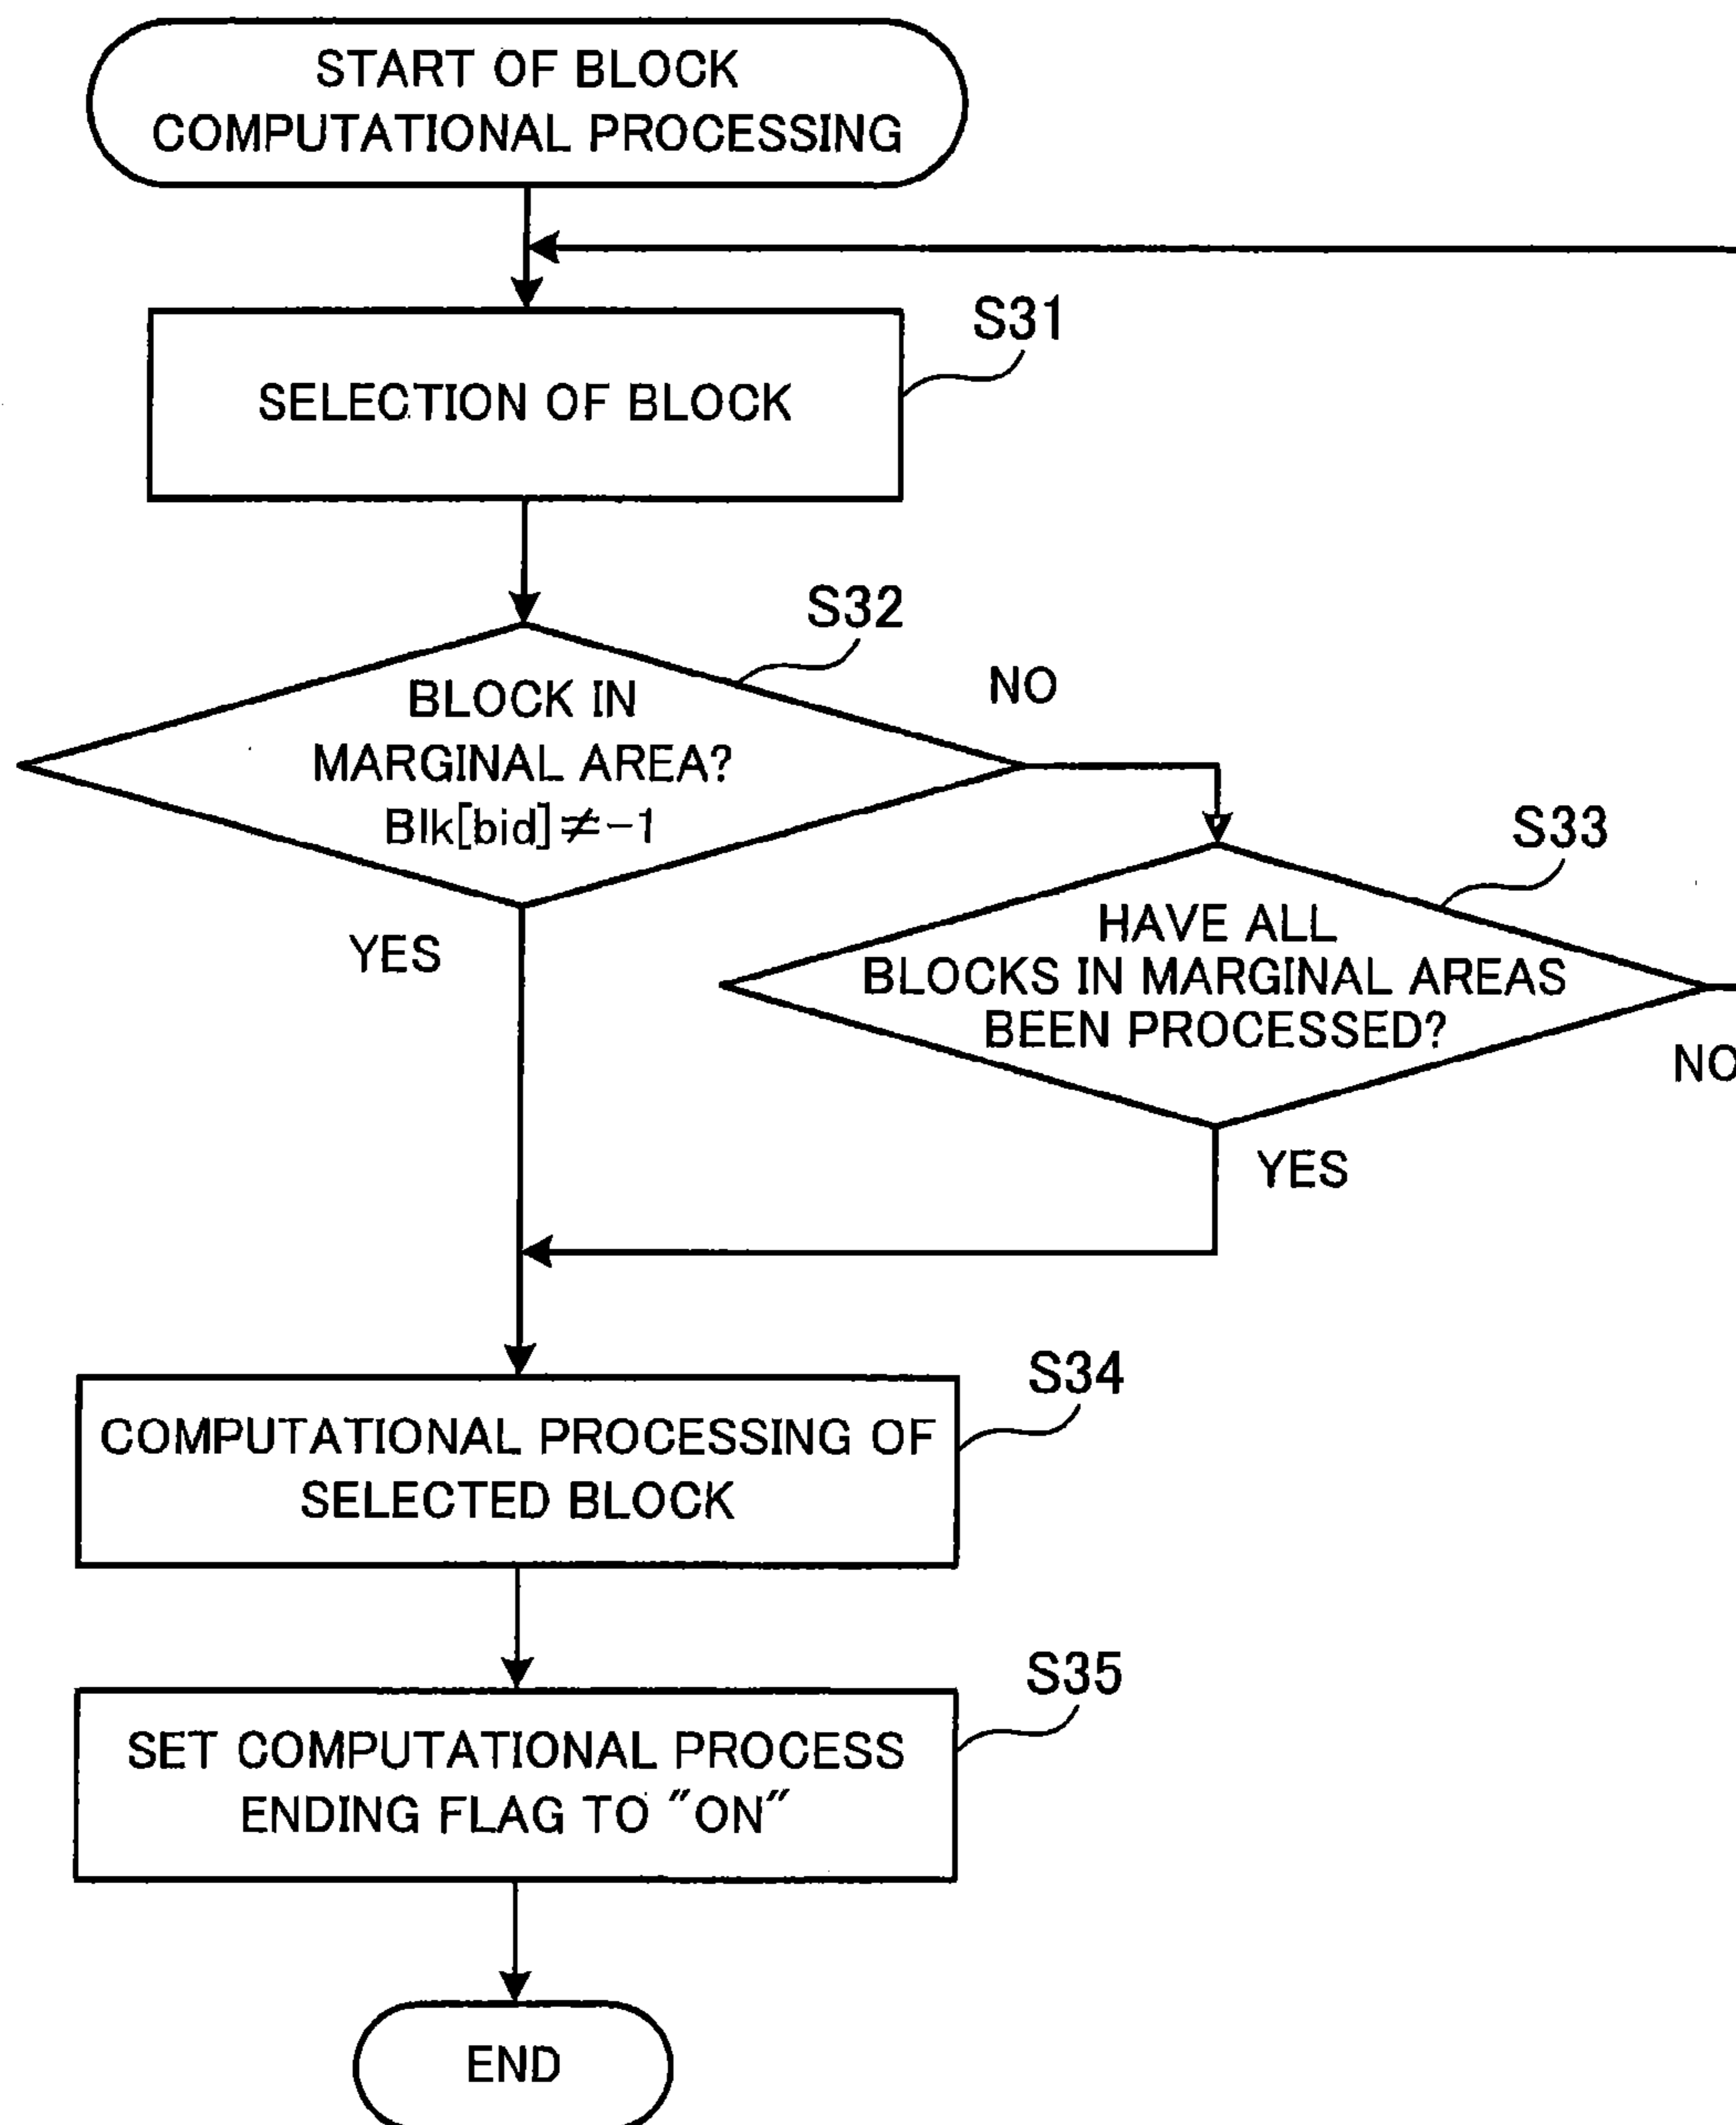 START OF BLOCK
COMPUTATIONAL PROCESSING
S31
SELECTION OF BLOCK
S32
BLOCK IN
MARGINAL AREA?
Blk[bid]≠-1
NO
YES
S33
HAVE ALL
BLOCKS IN MARGINAL AREAS
BEEN PROCESSED?
NO
YES
S34
COMPUTATIONAL PROCESSING OF
SELECTED BLOCK
S35
SET COMPUTATIONAL PROCESS
ENDING FLAG TO "ON"
END